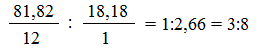 81,82/12 : 18,18/1 = 1:2,66 = 3:8